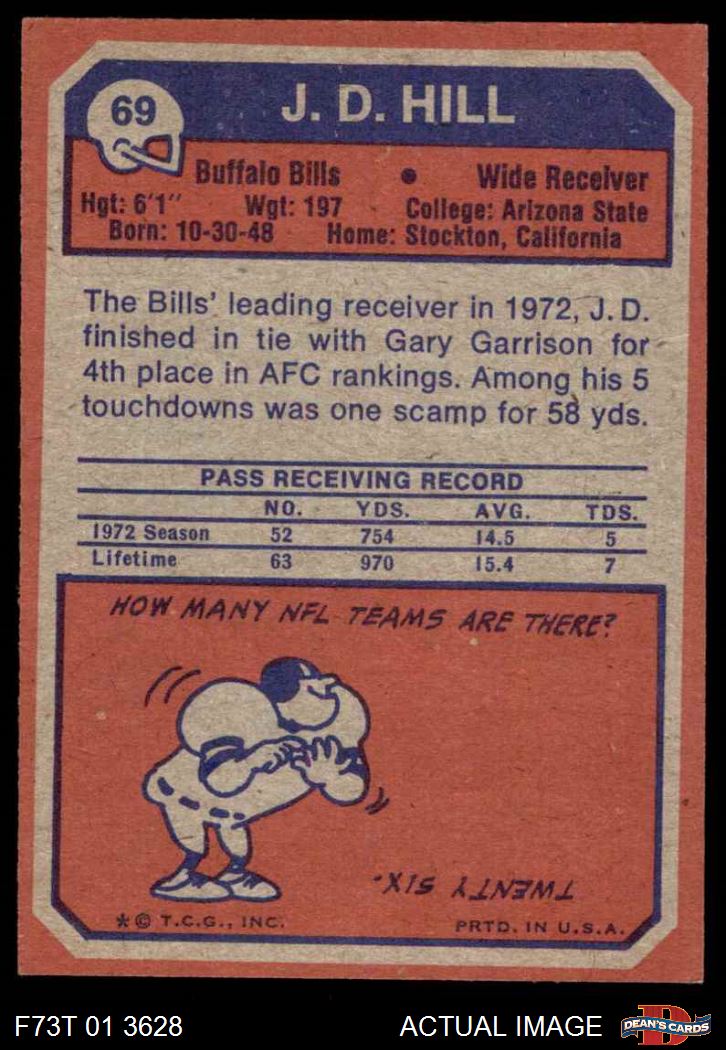 69
J. D. HILL
Buffalo Bills • Wide Receiver
Hgt: 6'1" Wgt: 197 College: Arizona State
Born: 10-30-48 Home: Stockton, California
The Bills' leading receiver in 1972, J. D.
finished in tie with Gary Garrison for
4th place in AFC rankings. Among his 5
touchdowns was one scamp for 58 yds.
PASS RECEIVING RECORD
NO. YDS. AVG. TDS.
1972 Season 52 754 14.5 5
Lifetime 63 970 15.4 7
HOW MANY NFL TEAMS ARE THERE?
TWENTY SIX.
*© T.C.G., INC. PRTD. IN U.S.A.
F73T 01 3628 ACTUAL IMAGE D DEAN'S CARDS